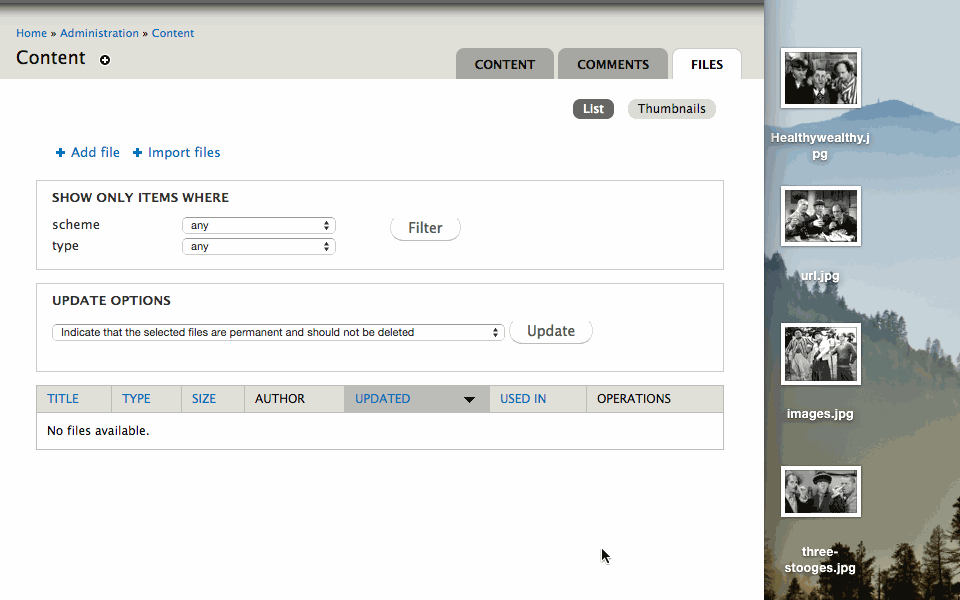 Home » Administration » Content
Content
CONTENT
COMMENTS
FILES
List
Thumbnails
Add file
Import files
SHOW ONLY ITEMS WHERE
scheme
any
type
any
Filter
UPDATE OPTIONS
Indicate that the selected files are permanent and should not be deleted
Update
TITLE
TYPE
SIZE
AUTHOR
UPDATED
USED IN
OPERATIONS
No files available.
Healthywealthy.j
pg
url.jpg
images.jpg
three-
stooges.jpg